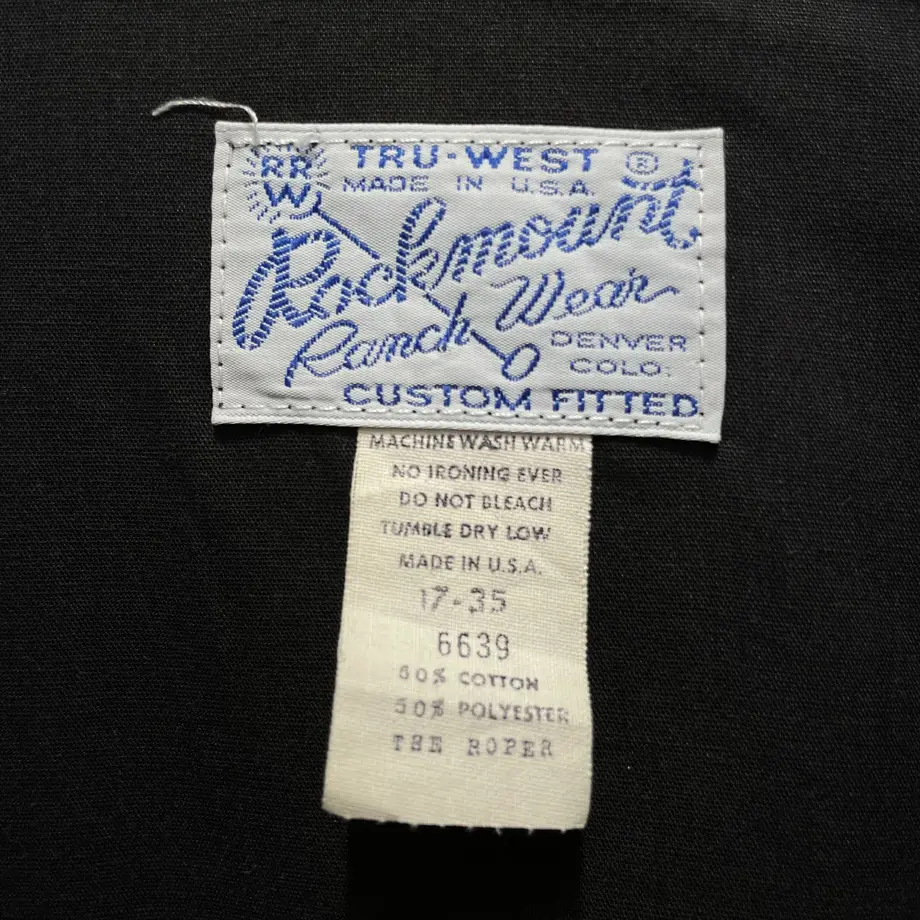 RR
W
TRU-WEST ®
MADE IN U.S.A.
Rockmount
Ranch Wear
DENVER
COLO.
CUSTOM FITTED
MACHINE WASH WARM
NO IRONING EVER
DO NOT BLEACH
TUMBLE DRY LOW
MADE IN U.S.A.
17-35
6639
50% COTTON
50% POLYESTER
THE ROPER